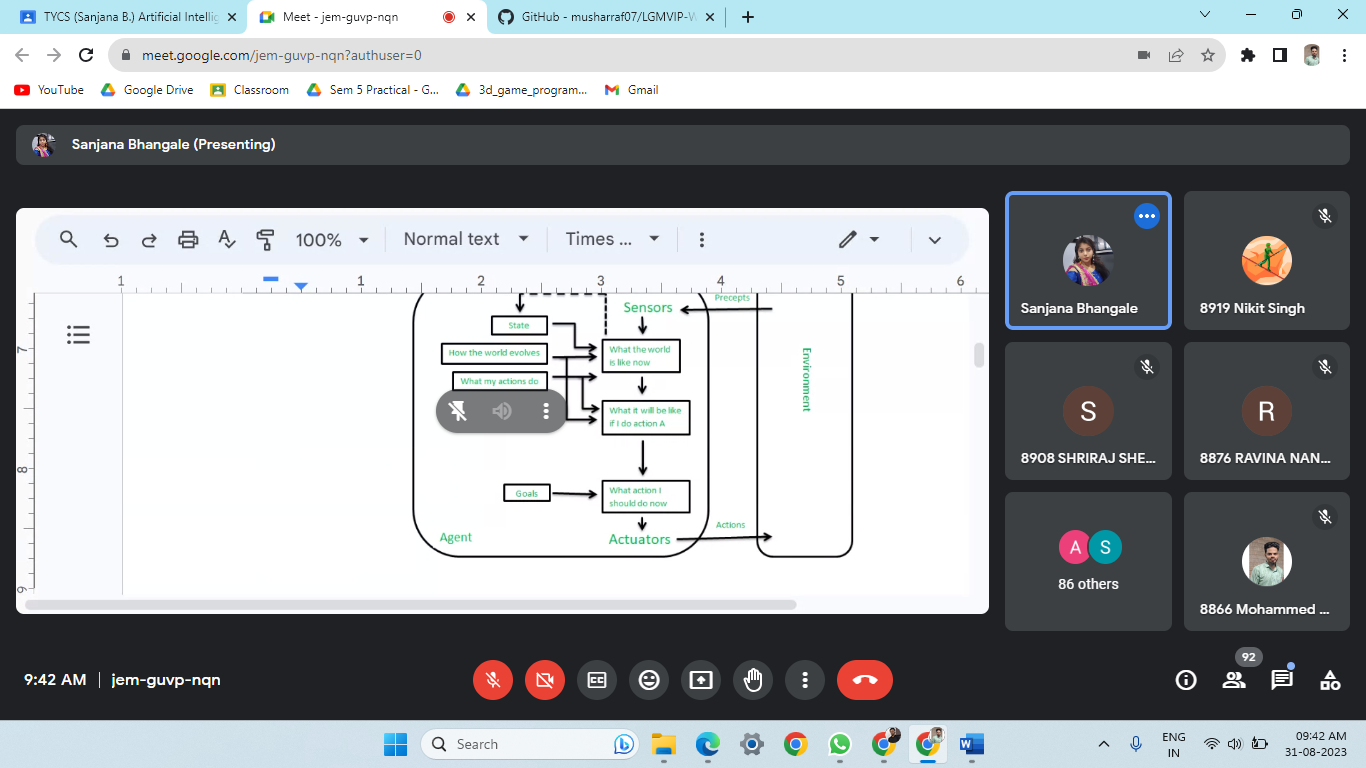 TYCS (Sanjana B.) Artificial Intellig
Meet - jem-guvp-nqn
GitHub - musharraf07/LGMVIP-W
meet.google.com/jem-guvp-nqn?authuser=0
YouTube
Google Drive
Classroom
Sem 5 Practical - G...
3d_game_program...
Gmail
Sanjana Bhangale (Presenting)
100%
Normal text
Times ...
1 1 2 3 4 5 6
7
8
9
Sensors
Precepts
State
How the world evolves
What my actions do
What the world
is like now
What it will be like
if I do action A
Goals
What action I
should do now
Agent
Actuators
Actions
Environment
Sanjana Bhangale
8919 Nikit Singh
S
8908 SHRIRAJ SHE...
R
8876 RAVINA NAN...
A S
86 others
8866 Mohammed ...
9:42 AM | jem-guvp-nqn
92
Search
W
ENG
IN
09:42 AM
31-08-2023